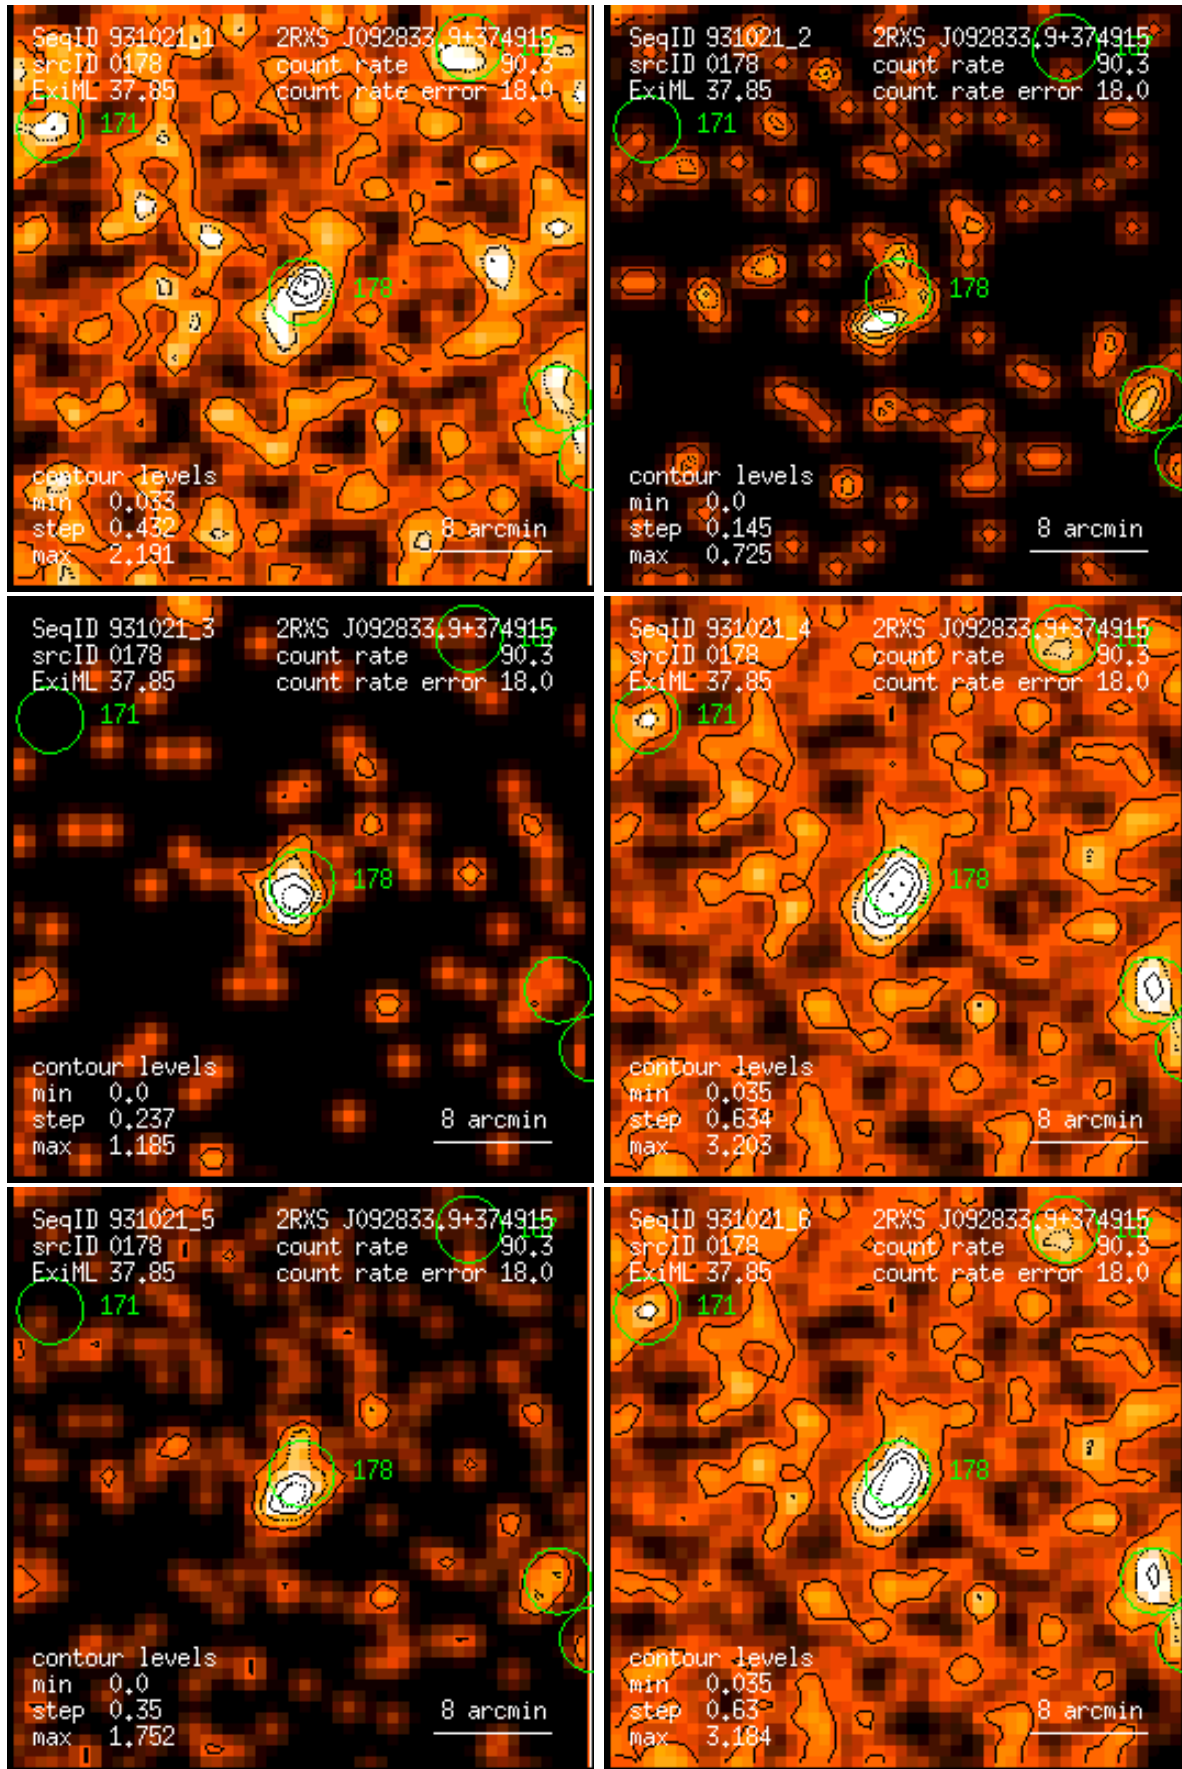 SeqID 931021_1 2RXS J092833.9+374915
srcID 0178 count rate 90.3
ExiML 37.85 count rate error 18.0
171
178
contour levels
min 0.033
step 0.432 8 arcmin
max 2.191
SeqID 931021_2 2RXS J092833.9+374915
srcID 0178 count rate 90.3
ExiML 37.85 count rate error 18.0
171
178
contour levels
min 0.0
step 0.145 8 arcmin
max 0.725
SeqID 931021_3 2RXS J092833.9+374915
srcID 0178 count rate 90.3
ExiML 37.85 count rate error 18.0
171
178
contour levels
min 0.0
step 0.237 8 arcmin
max 1.185
SeqID 931021_4 2RXS J092833.9+374915
srcID 0178 count rate 90.3
ExiML 37.85 count rate error 18.0
171
178
contour levels
min 0.035
step 0.634 8 arcmin
max 3.203
SeqID 931021_5 2RXS J092833.9+374915
srcID 0178 count rate 90.3
ExiML 37.85 count rate error 18.0
171
178
contour levels
min 0.0
step 0.35 8 arcmin
max 1.752
SeqID 931021_6 2RXS J092833.9+374915
srcID 0178 count rate 90.3
ExiML 37.85 count rate error 18.0
171
178
contour levels
min 0.035
step 0.63 8 arcmin
max 3.184